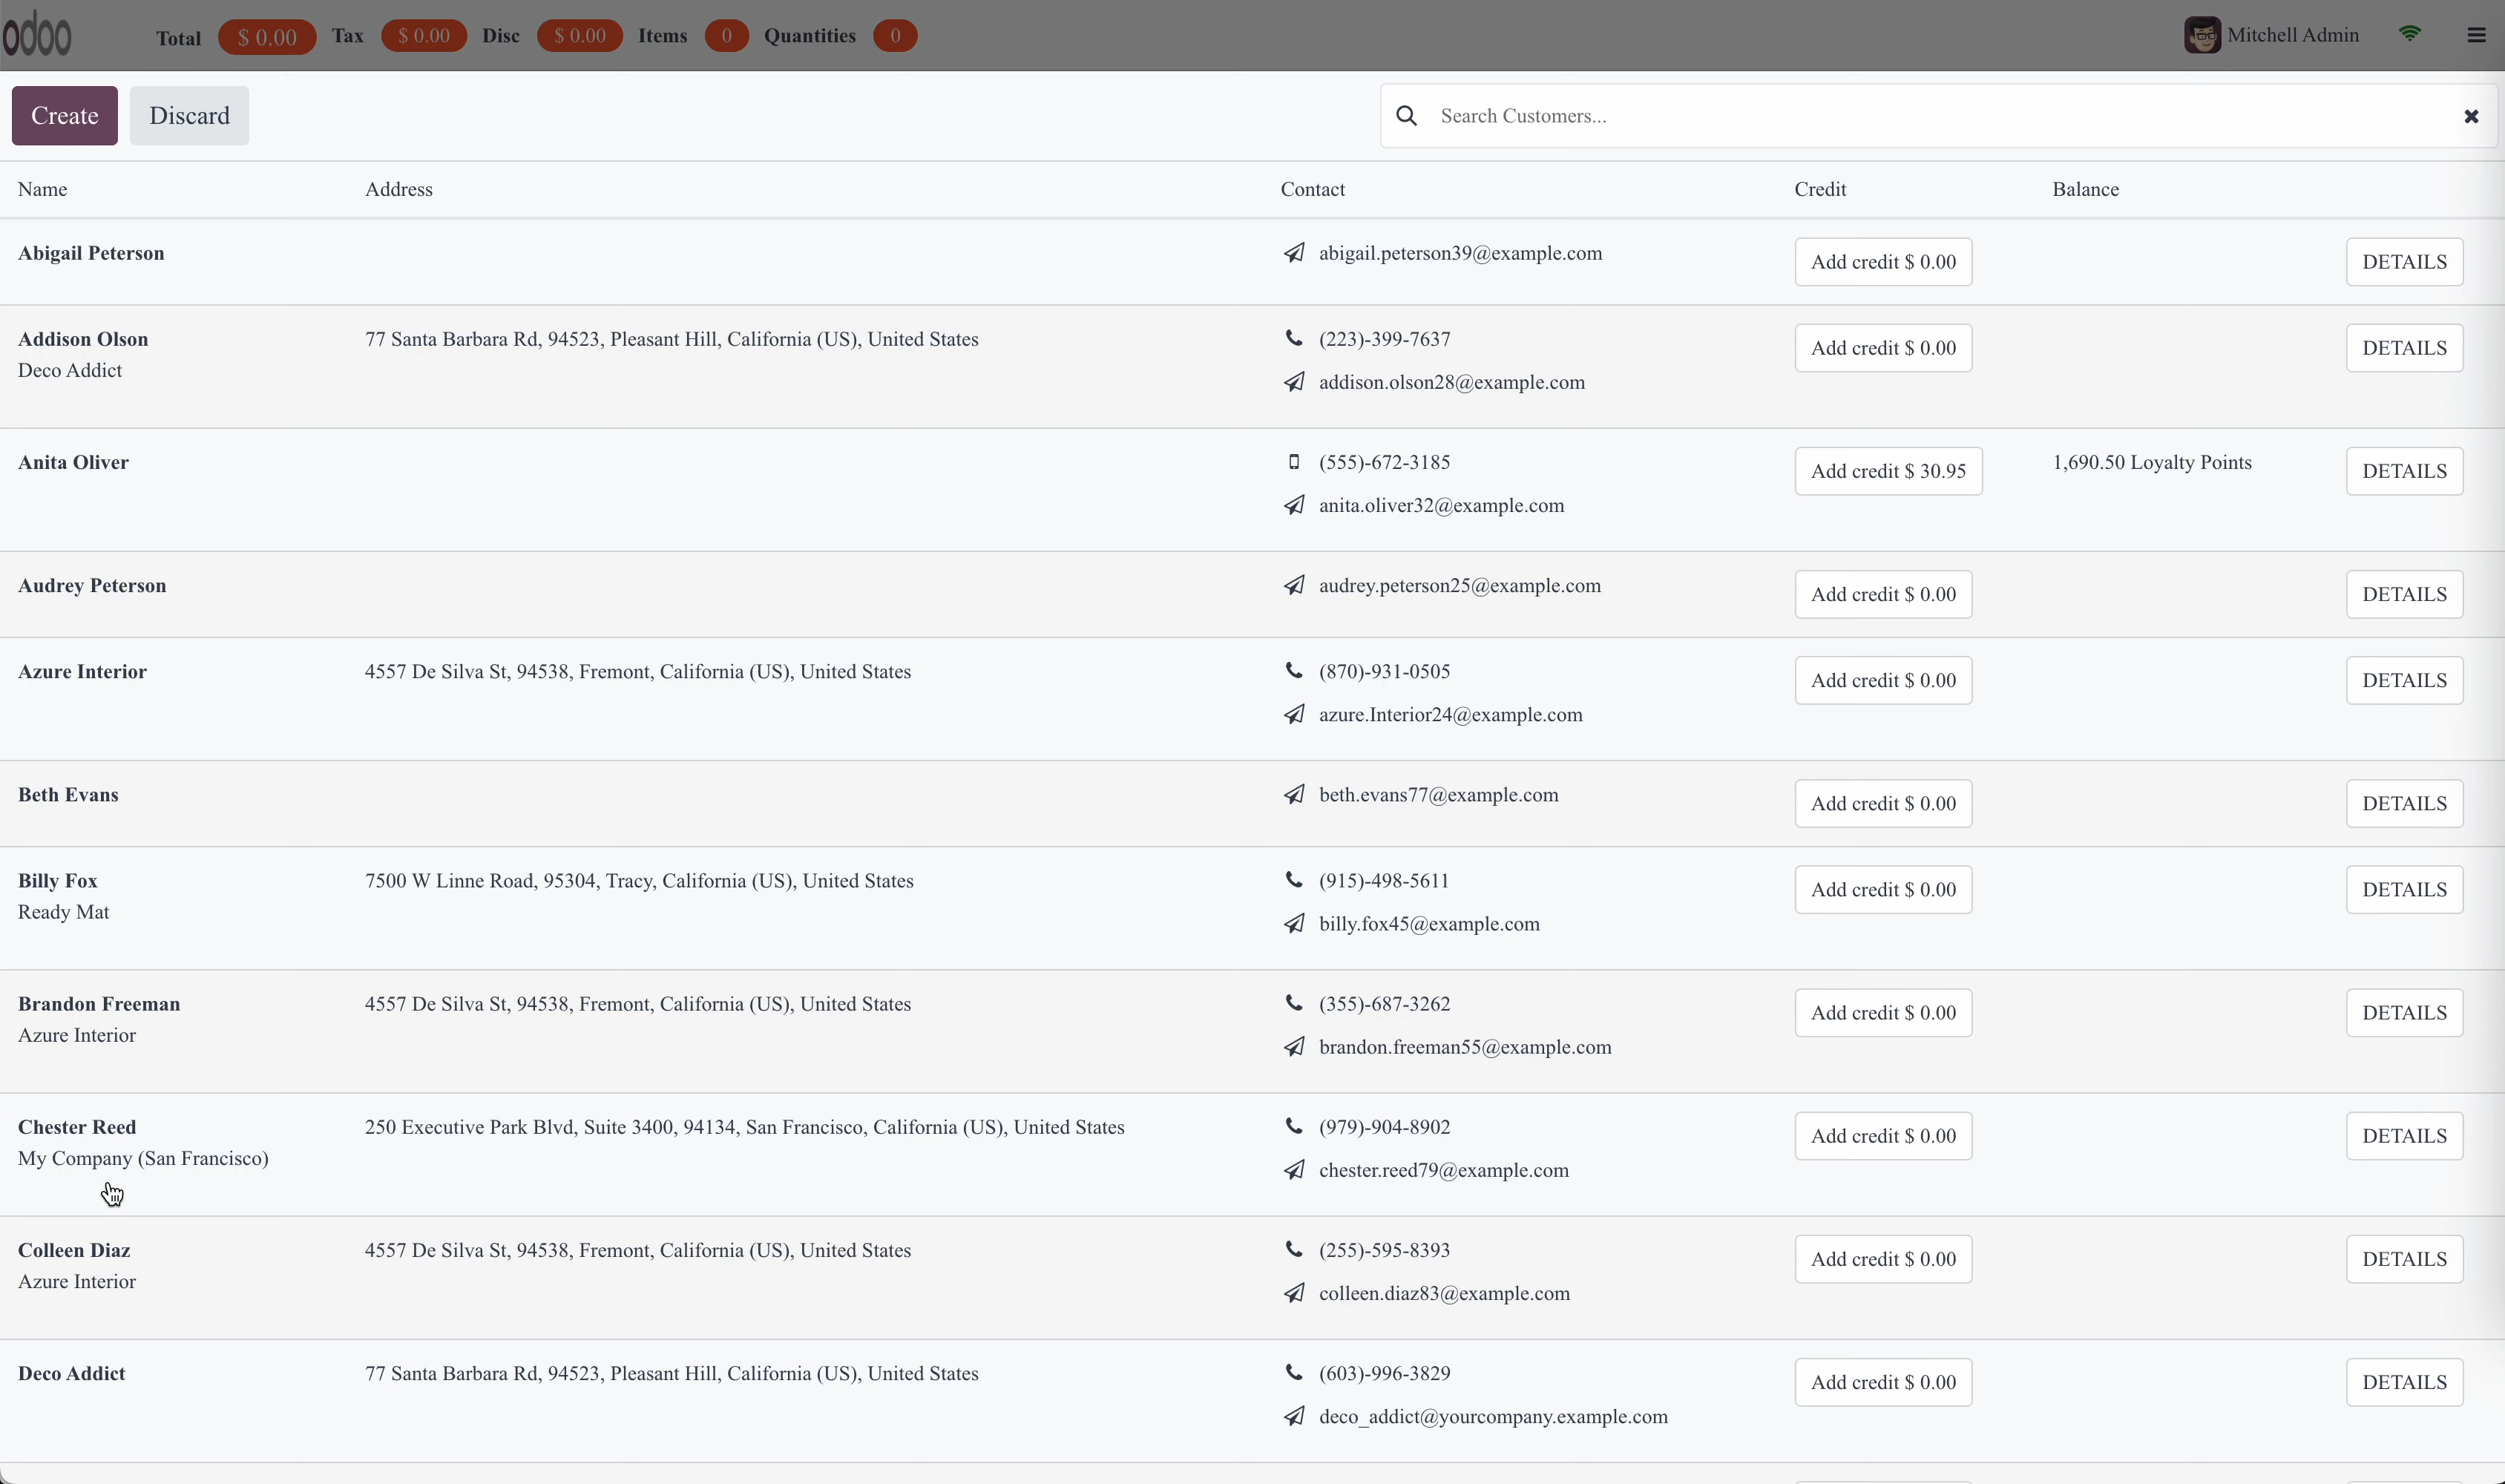 odoo Total $ 0.00 Tax $ 0.00 Disc $ 0.00 Items 0 Quantities 0 Mitchell Admin
Create Discard Search Customers...
Name Address Contact Credit Balance
Abigail Peterson abigail.peterson39@example.com Add credit $ 0.00 DETAILS
Addison Olson 77 Santa Barbara Rd, 94523, Pleasant Hill, California (US), United States (223)-399-7637 Add credit $ 0.00 DETAILS
Deco Addict addison.olson28@example.com
Anita Oliver (555)-672-3185 Add credit $ 30.95 1,690.50 Loyalty Points DETAILS
anita.oliver32@example.com
Audrey Peterson audrey.peterson25@example.com Add credit $ 0.00 DETAILS
Azure Interior 4557 De Silva St, 94538, Fremont, California (US), United States (870)-931-0505 Add credit $ 0.00 DETAILS
azure.Interior24@example.com
Beth Evans beth.evans77@example.com Add credit $ 0.00 DETAILS
Billy Fox 7500 W Linne Road, 95304, Tracy, California (US), United States (915)-498-5611 Add credit $ 0.00 DETAILS
Ready Mat billy.fox45@example.com
Brandon Freeman 4557 De Silva St, 94538, Fremont, California (US), United States (355)-687-3262 Add credit $ 0.00 DETAILS
Azure Interior brandon.freeman55@example.com
Chester Reed 250 Executive Park Blvd, Suite 3400, 94134, San Francisco, California (US), United States (979)-904-8902 Add credit $ 0.00 DETAILS
My Company (San Francisco) chester.reed79@example.com
Colleen Diaz 4557 De Silva St, 94538, Fremont, California (US), United States (255)-595-8393 Add credit $ 0.00 DETAILS
Azure Interior colleen.diaz83@example.com
Deco Addict 77 Santa Barbara Rd, 94523, Pleasant Hill, California (US), United States (603)-996-3829 Add credit $ 0.00 DETAILS
deco_addict@yourcompany.example.com